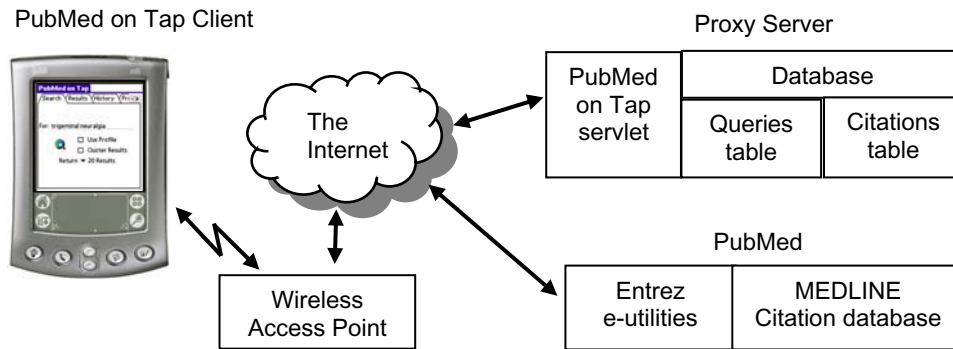 PubMed on Tap Client
PubMed on Tap
Search Results History
For: trigeminal neuralgia
Use Profile
Cluster Results
Return 20 Results
The
Internet
Wireless
Access Point
Proxy Server
PubMed
on Tap
servlet
Database
Queries
table
Citations
table
PubMed
Entrez
e-utilities
MEDLINE
Citation database